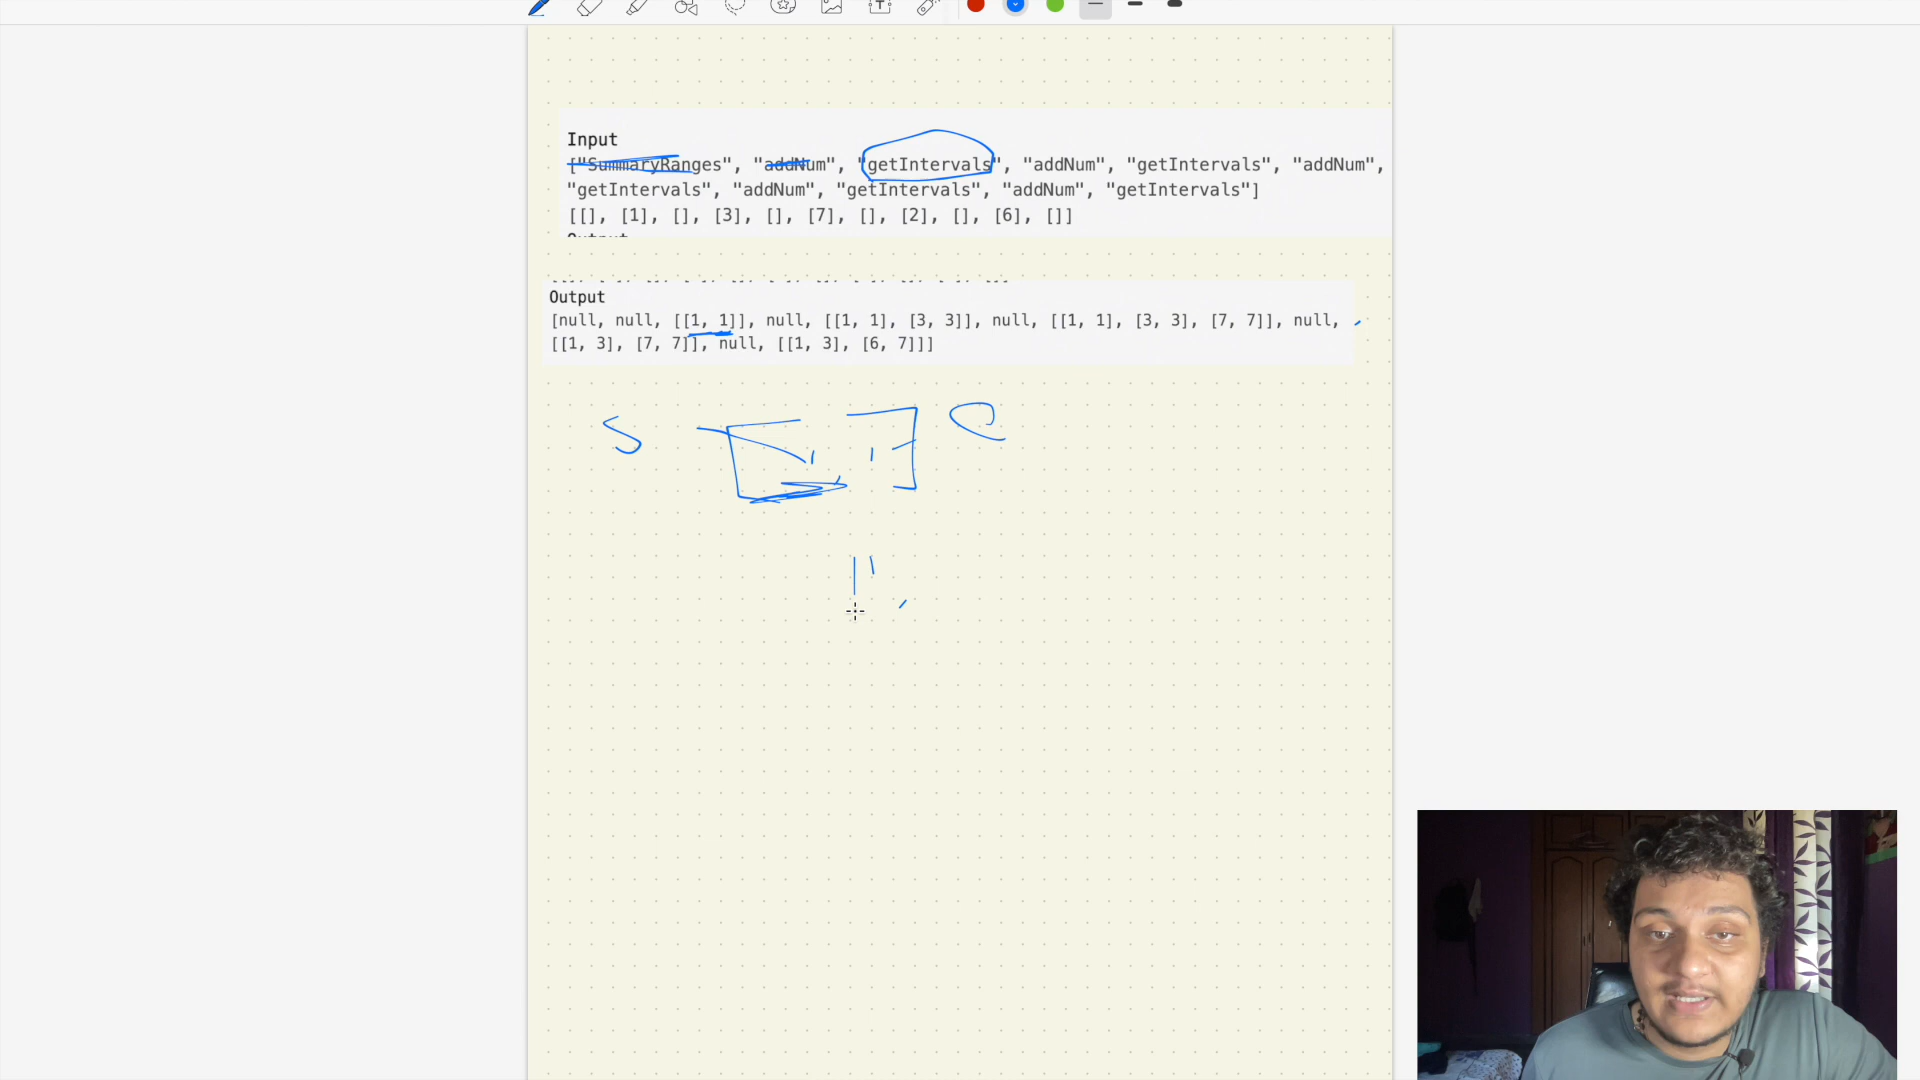 Input
["SummaryRanges", "addNum", "getIntervals", "addNum", "getIntervals", "addNum",
"getIntervals", "addNum", "getIntervals", "addNum", "getIntervals"]
[[], [1], [], [3], [], [7], [], [2], [], [6], []]
Output
[null, null, [[1, 1]], null, [[1, 1], [3, 3]], null, [[1, 1], [3, 3], [7, 7]], null,
[[1, 3], [7, 7]], null, [[1, 3], [6, 7]]]
S
e